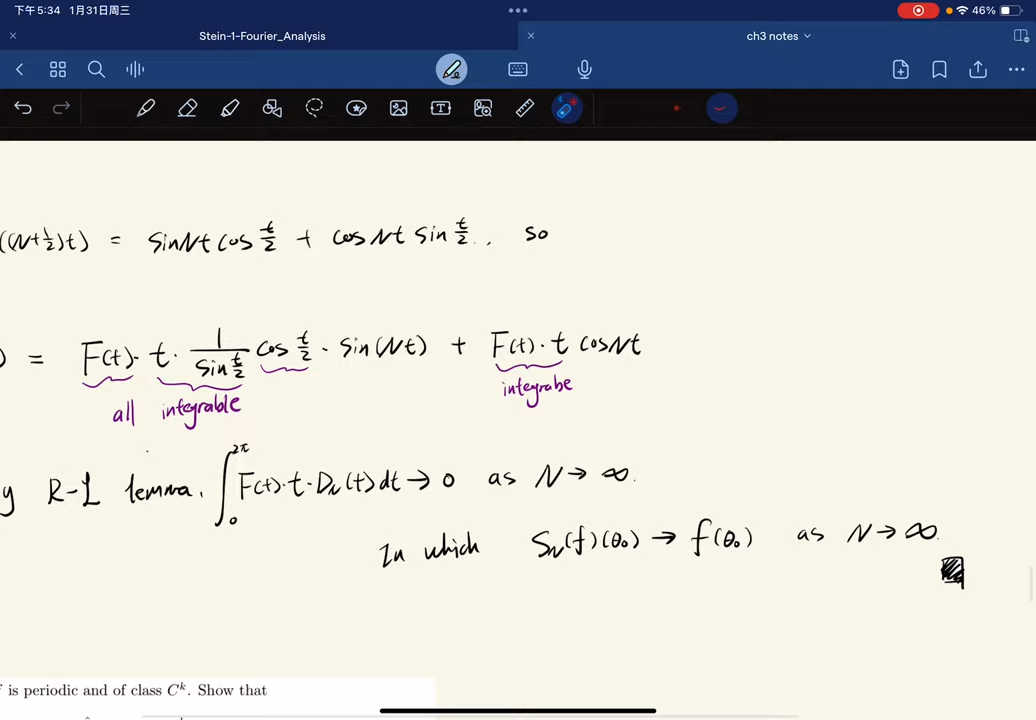 下午5:34 1月31日周三
46%
Stein-1-Fourier_Analysis
ch3 notes
((N+½)t) = sinNt cos t/2 + cosNt sin t/2., so
) = F(t)· t· 1/sin t/2 cos t/2 · sin(Nt) + F(t)·t cosNt
all integrable
integrabe
y R-L lemma, ∫₀^2π F(t)·t·D_N(t)dt → 0 as N → ∞.
In which S_N(f)(θ₀) → f(θ₀) as N → ∞.
f is periodic and of class C^k. Show that